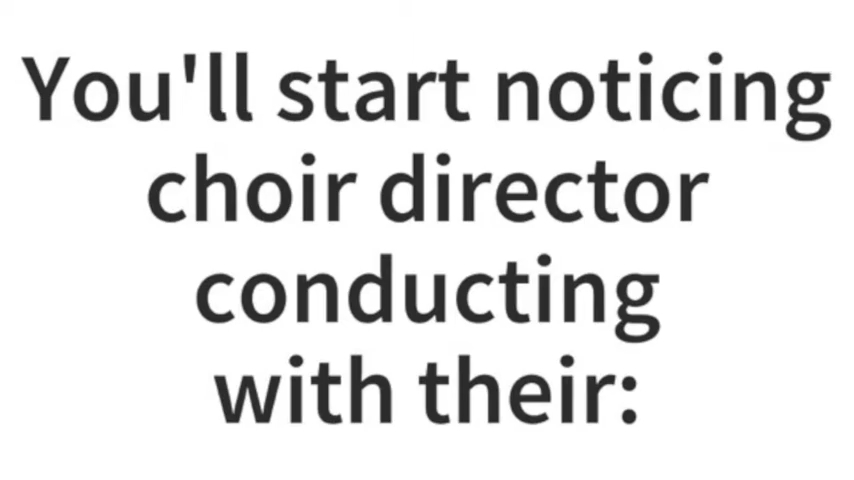 You'll start noticing
choir director
conducting
with their: